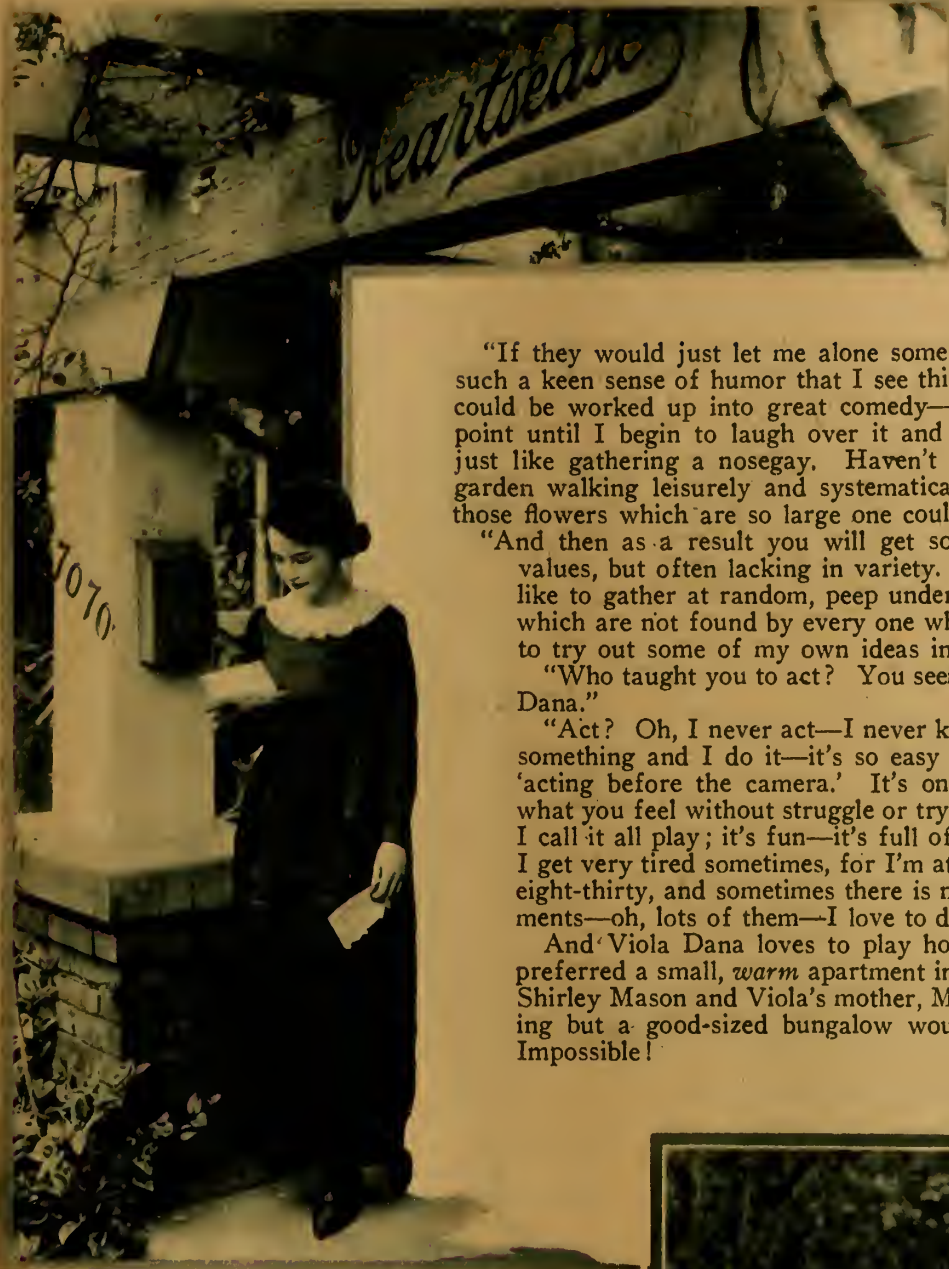 Heartsease
7070
“If they would just let me alone some
such a keen sense of humor that I see thi
could be worked up into great comedy—
point until I begin to laugh over it and
just like gathering a nosegay. Haven't
garden walking leisurely and systematica
those flowers which are so large one coul
“And then as a result you will get so
values, but often lacking in variety.
like to gather at random, peep under
which are not found by every one wh
to try out some of my own ideas in
“Who taught you to act? You see
Dana.”
“Act? Oh, I never act—I never k
something and I do it—it's so easy
‘acting before the camera.’ It's on
what you feel without struggle or try
I call it all play; it's fun—it's full of
I get very tired sometimes, for I'm at
eight-thirty, and sometimes there is n
ments—oh, lots of them—I love to d
And Viola Dana loves to play ho
preferred a small, warm apartment in
Shirley Mason and Viola's mother, M
ing but a good-sized bungalow wou
Impossible!